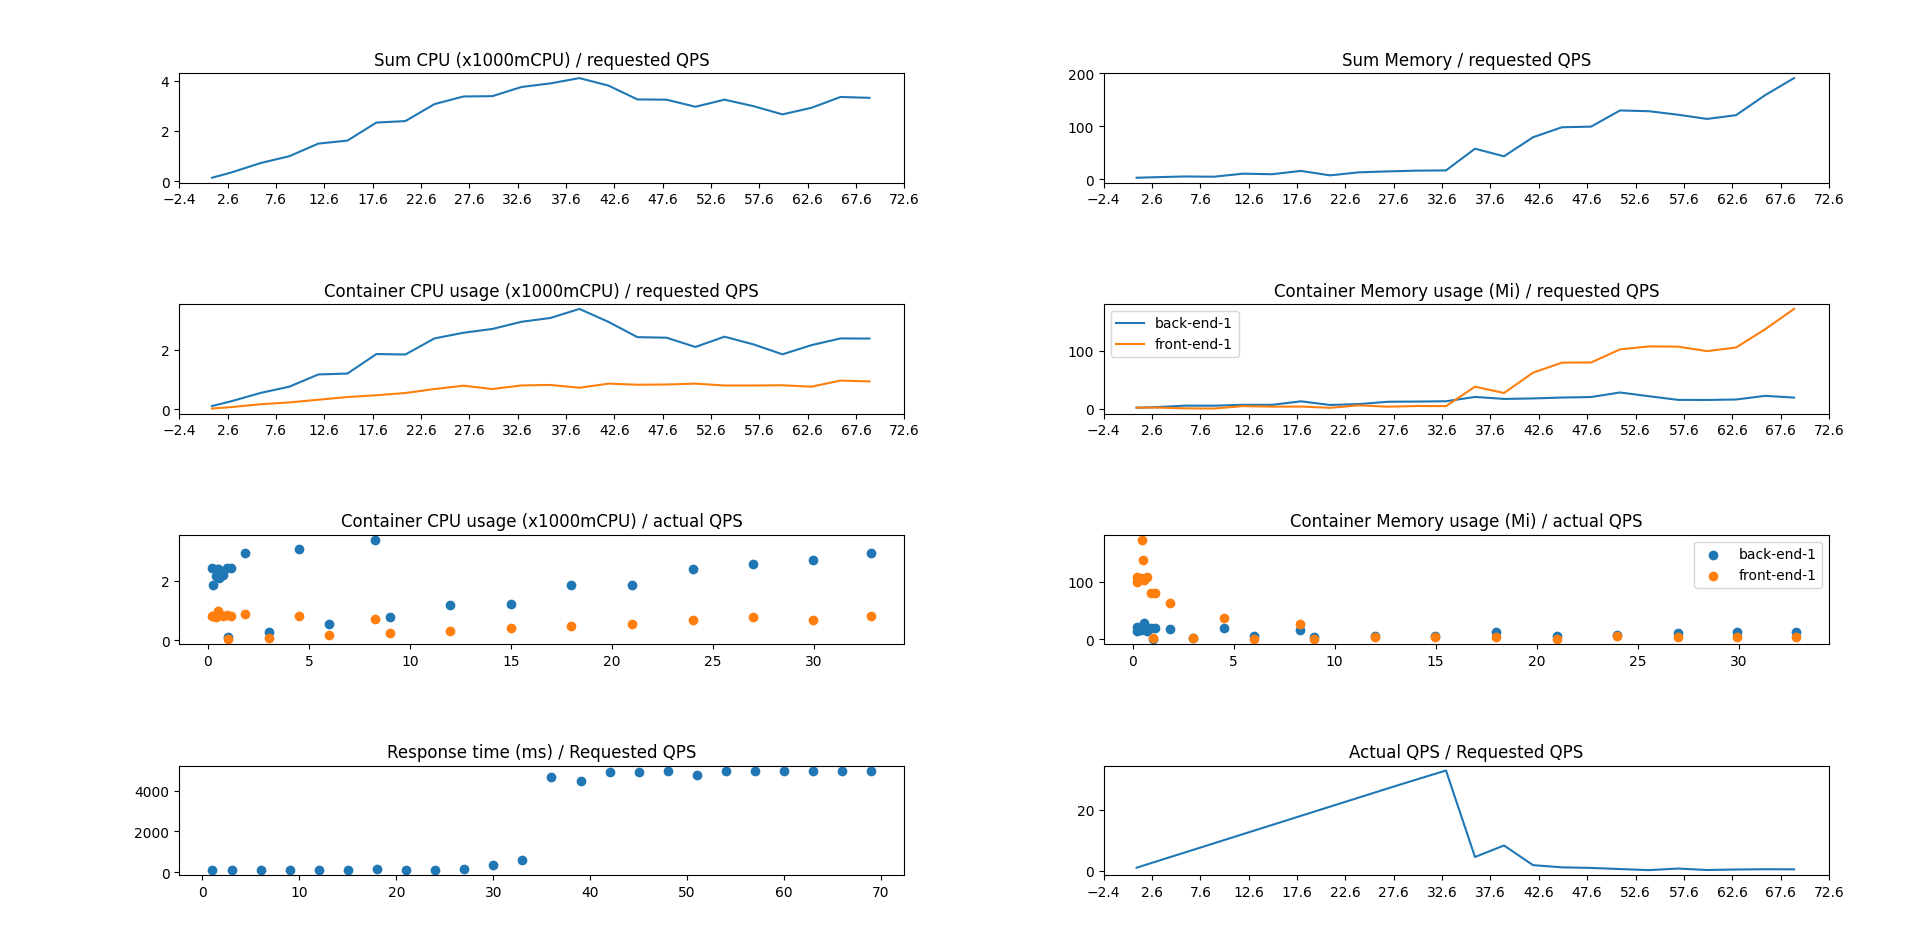 Sum CPU (x1000mCPU) / requested QPS
4
2
0
−2.4 2.6 7.6 12.6 17.6 22.6 27.6 32.6 37.6 42.6 47.6 52.6 57.6 62.6 67.6 72.6
Sum Memory / requested QPS
200
100
0
−2.4 2.6 7.6 12.6 17.6 22.6 27.6 32.6 37.6 42.6 47.6 52.6 57.6 62.6 67.6 72.6
Container CPU usage (x1000mCPU) / requested QPS
2
0
−2.4 2.6 7.6 12.6 17.6 22.6 27.6 32.6 37.6 42.6 47.6 52.6 57.6 62.6 67.6 72.6
Container Memory usage (Mi) / requested QPS
back-end-1
front-end-1
100
0
−2.4 2.6 7.6 12.6 17.6 22.6 27.6 32.6 37.6 42.6 47.6 52.6 57.6 62.6 67.6 72.6
Container CPU usage (x1000mCPU) / actual QPS
2
0
0 5 10 15 20 25 30
Container Memory usage (Mi) / actual QPS
back-end-1
front-end-1
100
0
0 5 10 15 20 25 30
Response time (ms) / Requested QPS
4000
2000
0
0 10 20 30 40 50 60 70
Actual QPS / Requested QPS
20
0
−2.4 2.6 7.6 12.6 17.6 22.6 27.6 32.6 37.6 42.6 47.6 52.6 57.6 62.6 67.6 72.6